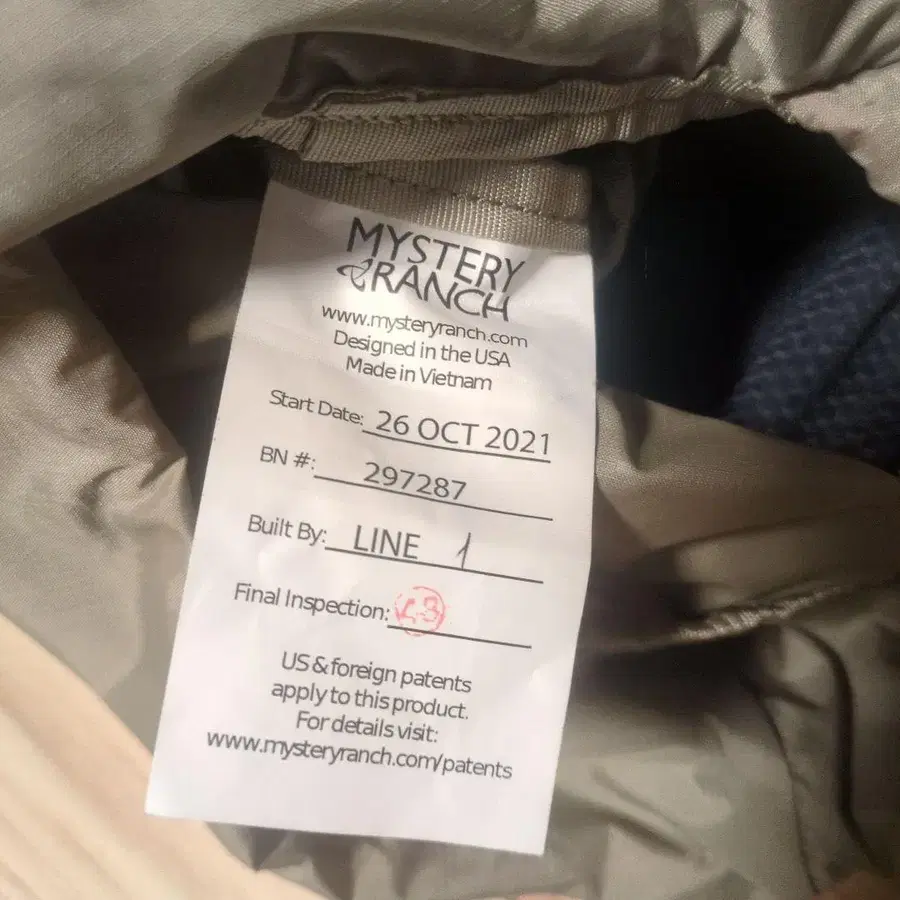 MYSTERY
RANCH
www.mysteryranch.com
Designed in the USA
Made in Vietnam
Start Date: 26 OCT 2021
BN #: 297287
Built By: LINE 1
Final Inspection:
US & foreign patents
apply to this product.
For details visit:
www.mysteryranch.com/patents